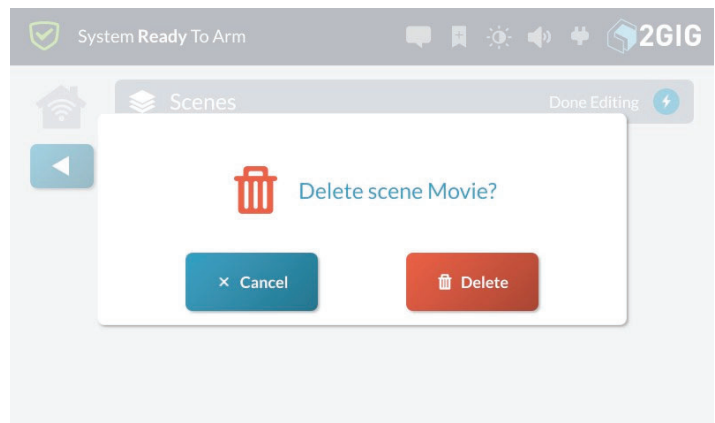 System Ready To Arm
2GIG
Scenes
Done Editing
Delete scene Movie?
× Cancel
Delete